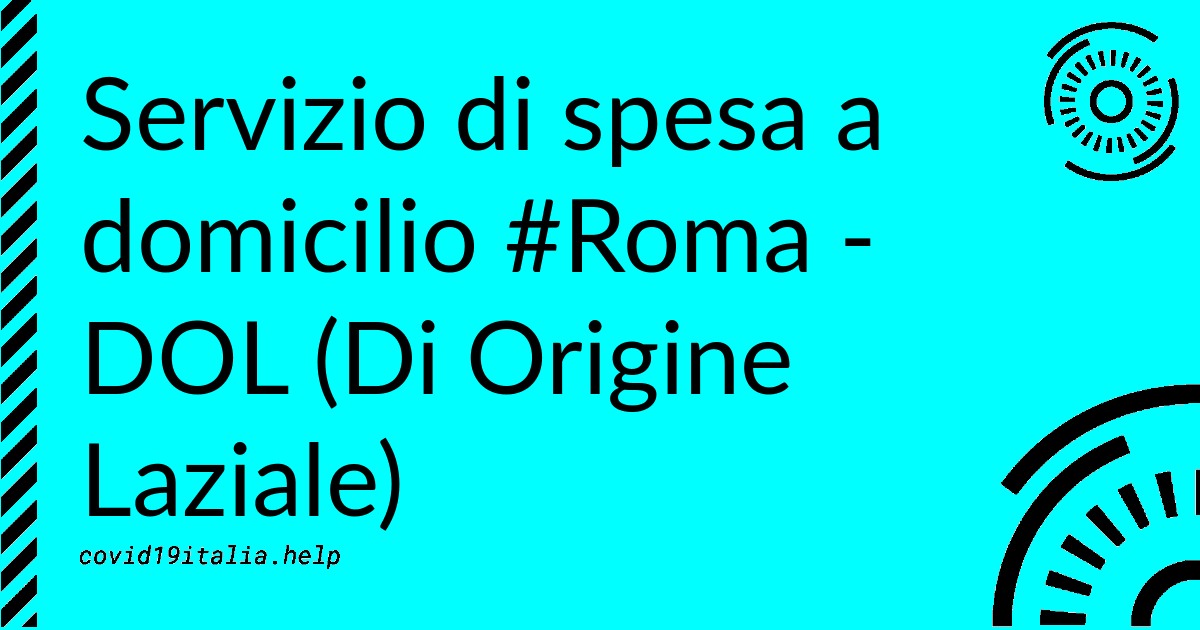 Servizio di spesa a
domicilio #Roma -
DOL (Di Origine
Laziale)
covid19italia.help